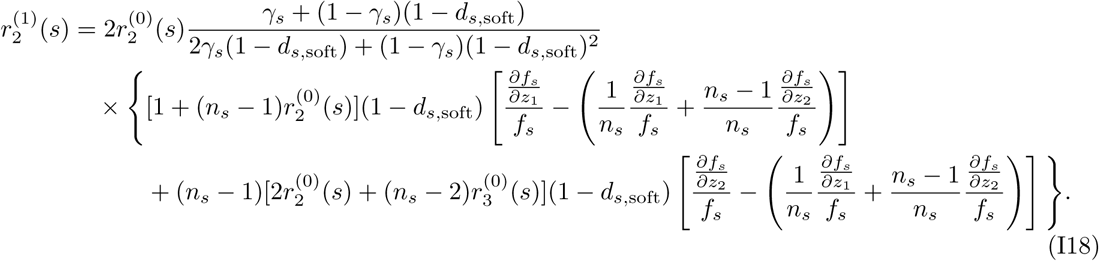 r_2^{(1)}(s) = 2r_2^{(0)}(s) \frac{\gamma_s + (1 - \gamma_s)(1 - d_{s,\text{soft}})}{2\gamma_s(1 - d_{s,\text{soft}}) + (1 - \gamma_s)(1 - d_{s,\text{soft}})^2}
\times \left\{ [1 + (n_s - 1)r_2^{(0)}(s)](1 - d_{s,\text{soft}}) \left[ \frac{\frac{\partial f_s}{\partial z_1}}{f_s} - \left( \frac{1}{n_s} \frac{\frac{\partial f_s}{\partial z_1}}{f_s} + \frac{n_s - 1}{n_s} \frac{\frac{\partial f_s}{\partial z_2}}{f_s} \right) \right] \right.
\left. + (n_s - 1)[2r_2^{(0)}(s) + (n_s - 2)r_3^{(0)}(s)](1 - d_{s,\text{soft}}) \left[ \frac{\frac{\partial f_s}{\partial z_2}}{f_s} - \left( \frac{1}{n_s} \frac{\frac{\partial f_s}{\partial z_1}}{f_s} + \frac{n_s - 1}{n_s} \frac{\frac{\partial f_s}{\partial z_2}}{f_s} \right) \right] \right\}.
(I18)